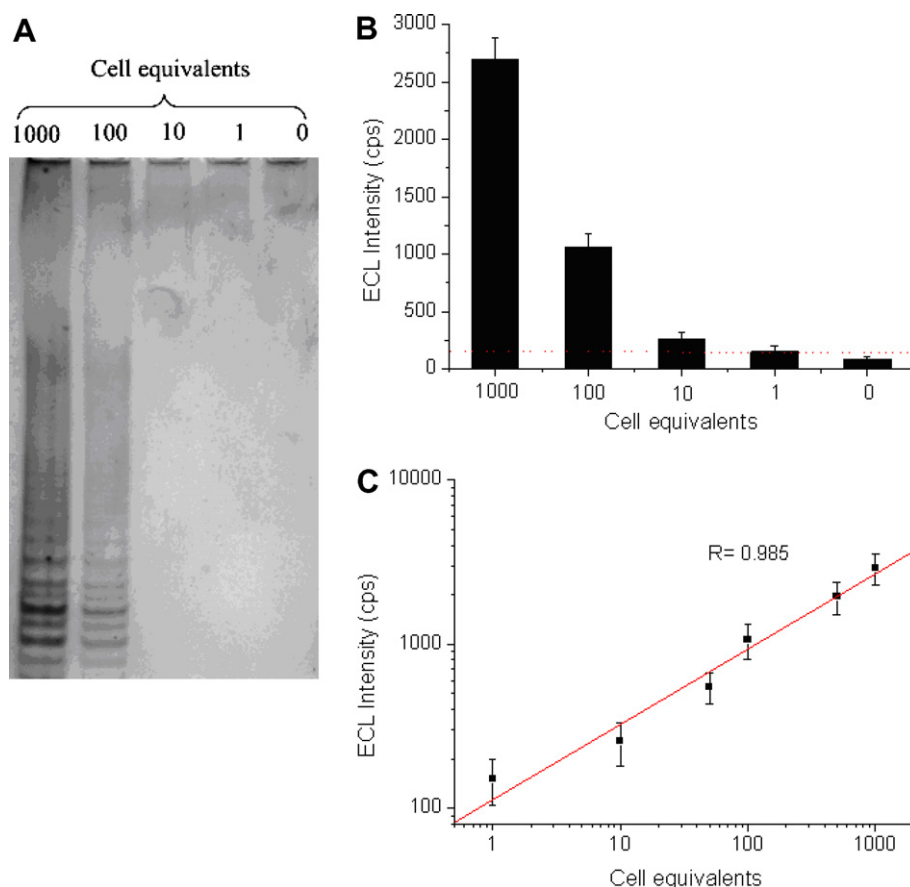 A
Cell equivalents
1000 100 10 1 0
B
ECL Intensity (cps)
3000
2500
2000
1500
1000
500
0
1000 100 10 1 0
Cell equivalents
C
ECL Intensity (cps)
10000
1000
100
R= 0.985
1 10 100 1000
Cell equivalents